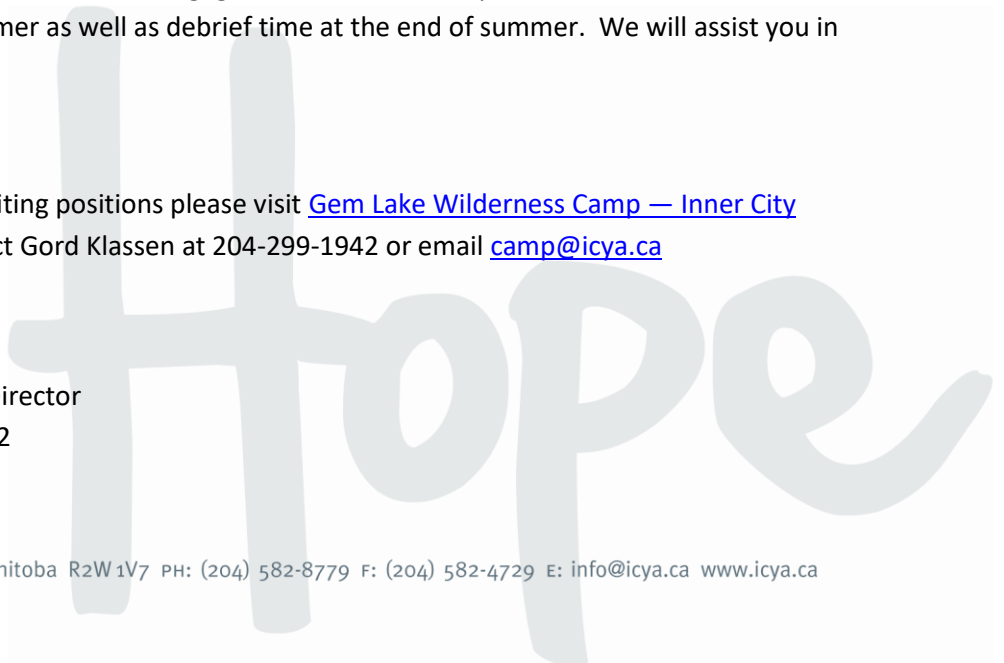 mer as well as debrief time at the end of summer.  We will assist you in
iting positions please visit Gem Lake Wilderness Camp — Inner City
ct Gord Klassen at 204-299-1942 or email camp@icya.ca
Hope
irector
2
nitoba R2W 1V7 PH: (204) 582-8779 F: (204) 582-4729 E: info@icya.ca www.icya.ca